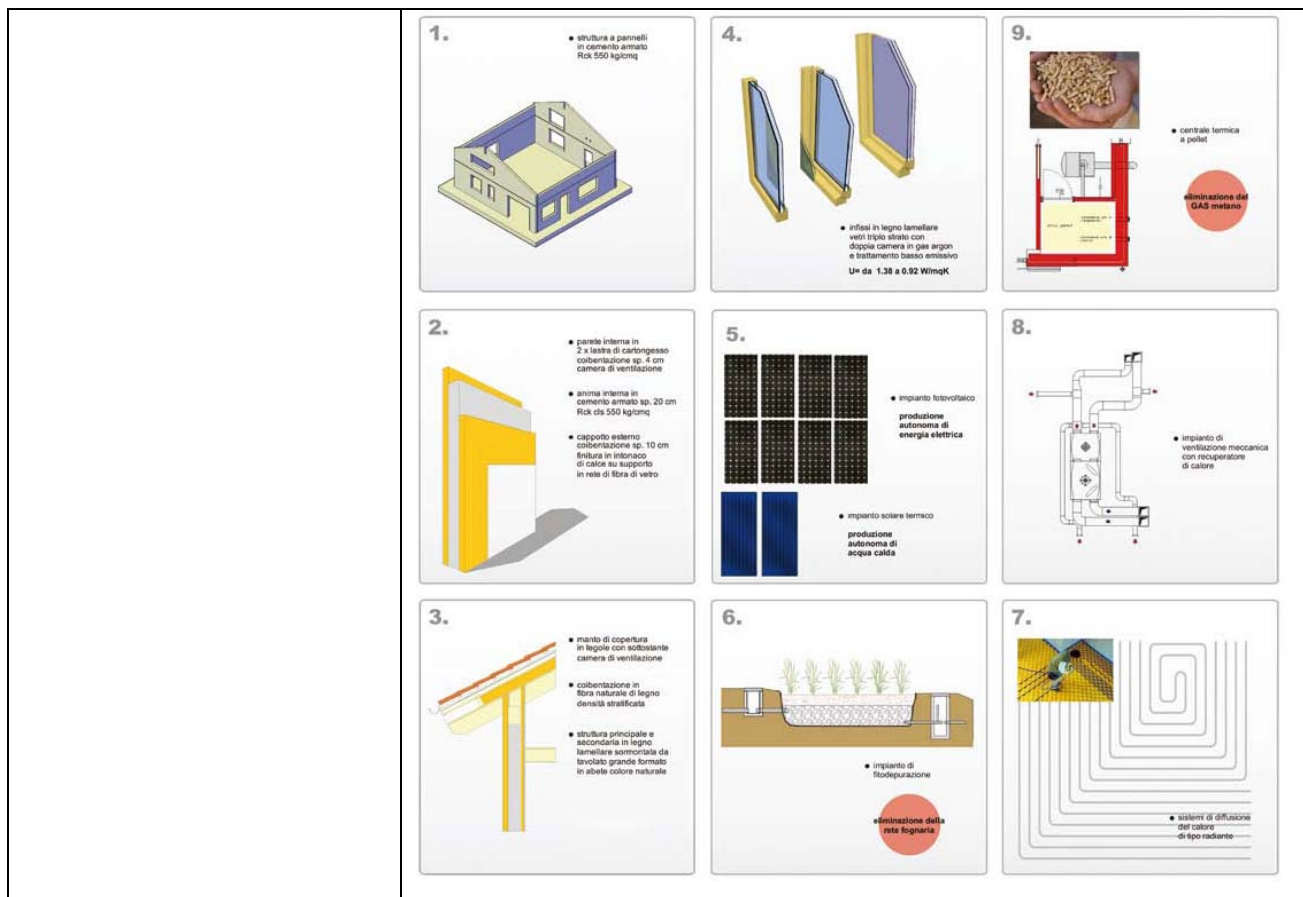 1.
• struttura a pannelli
in cemento armato
Rck 550 kg/cmq
2.
• parete interna in
2 x lastra di cartongesso
coibentazione sp. 4 cm
camera di ventilazione
• anima interna in
cemento armato sp. 20 cm
Rck cls 550 kg/cmq
• cappotto esterno
coibentazione sp. 10 cm
finitura in intonaco
di calce su supporto
in rete di fibra di vetro
3.
• manto di copertura
in tegole con sottostante
camera di ventilazione
• coibentazione in
fibra naturale di legno
densità stratificata
• struttura principale e
secondaria in legno
lamellare sormontata da
tavolato grande formato
in abete colore naturale
4.
• infissi in legno lamellare
vetri triplo strato con
doppia camera in gas argon
e trattamento basso emissivo
U= da 1.38 a 0.92 W/mqK
5.
• impianto fotovoltaico
produzione
autonoma di
energia elettrica
• impianto solare termico
produzione
autonoma di
acqua calda
6.
• impianto di
fitodepurazione
eliminazione della
rete fognaria
7.
• sistemi di diffusione
del calore
di tipo radiante
8.
• impianto di
ventilazione meccanica
con recuperatore
di calore
9.
• centrale termica
a pellet
eliminazione del
GAS metano